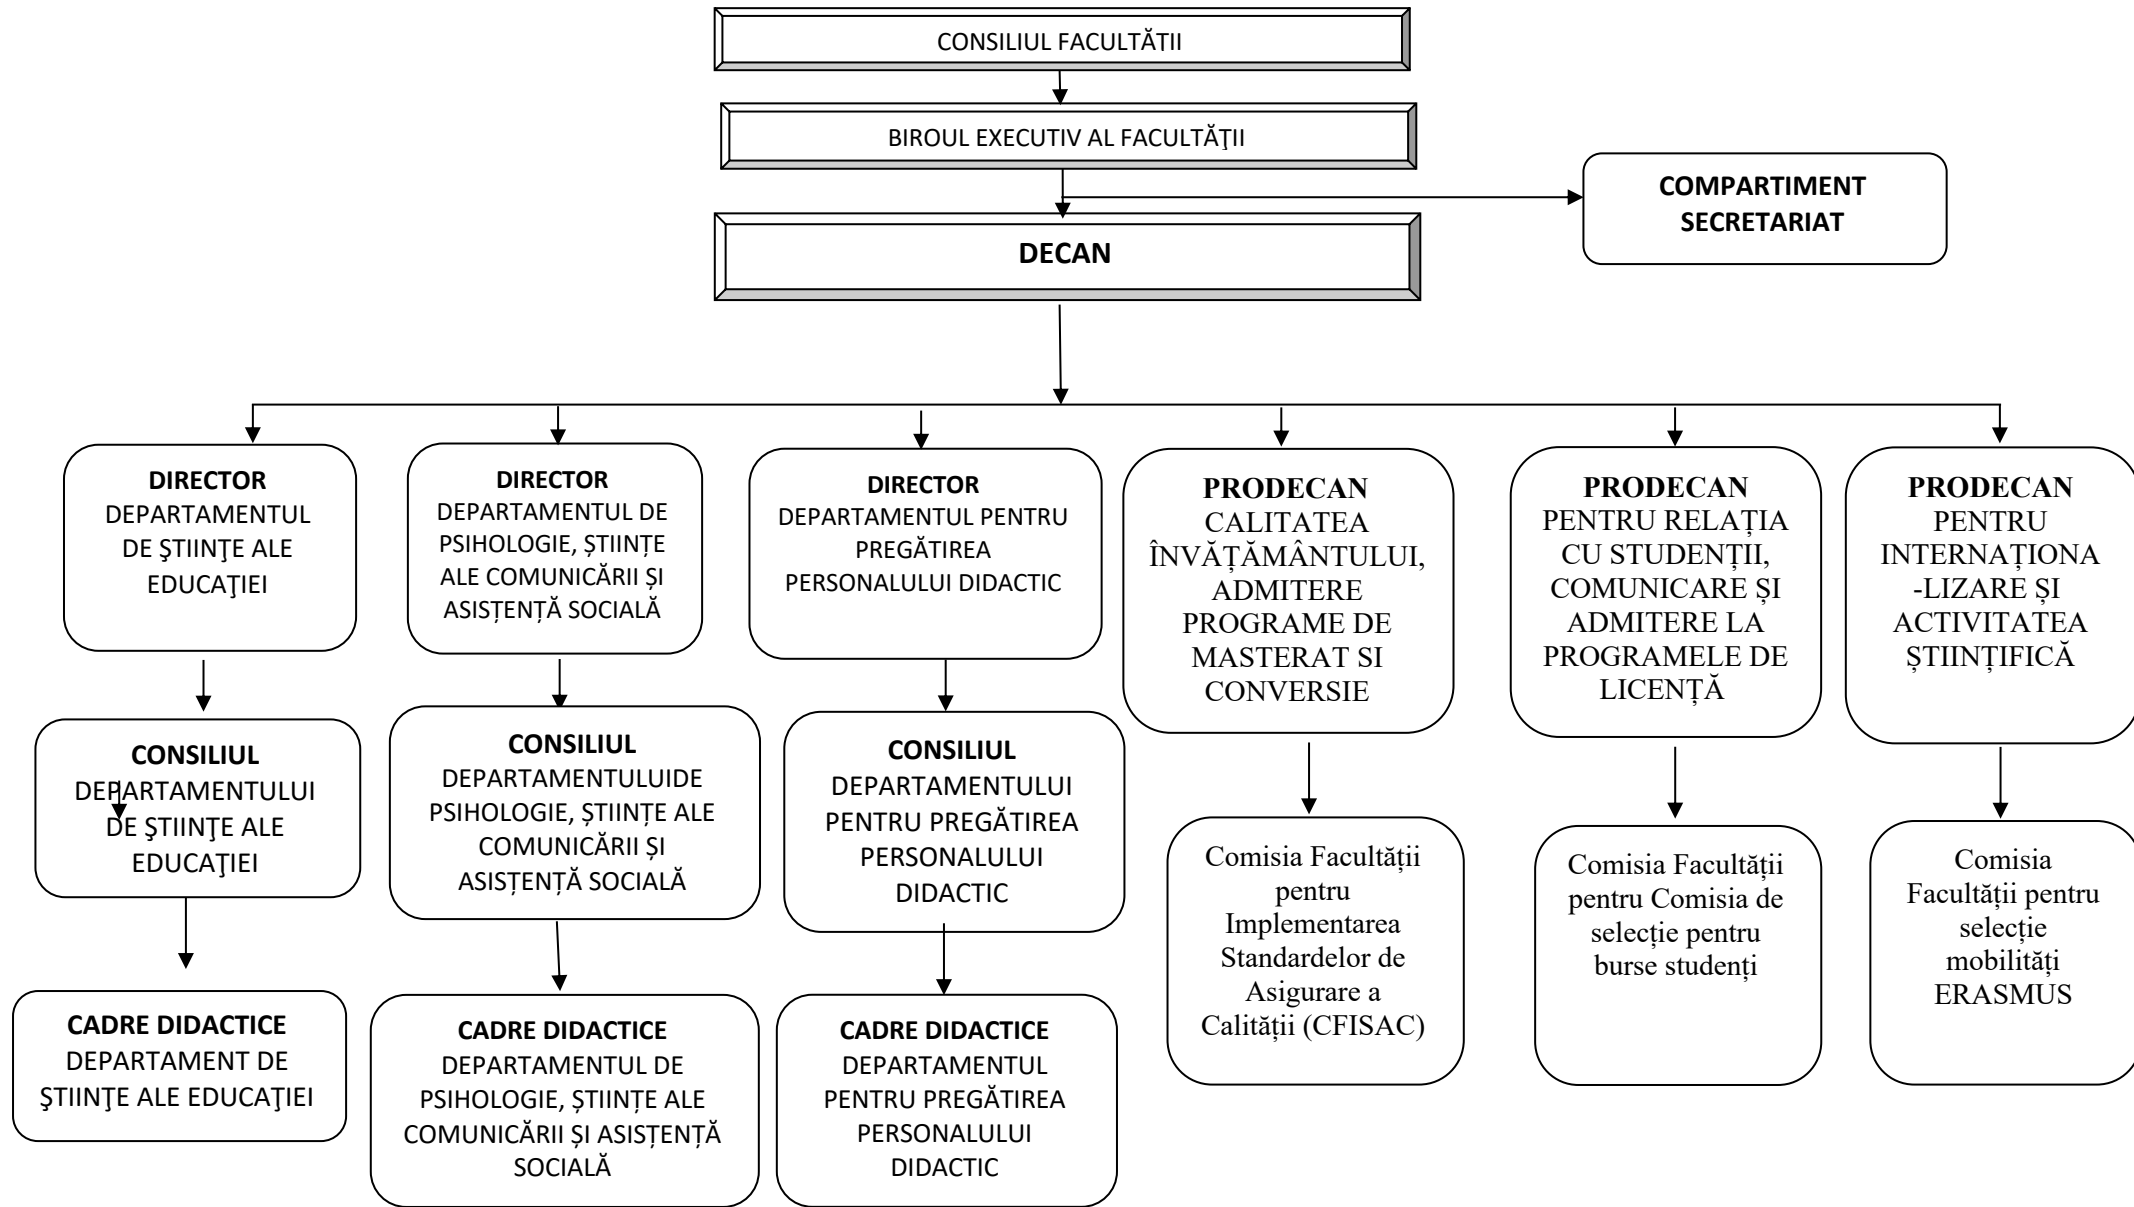 CONSILIUL FACULTĂȚII
BIROUL EXECUTIV AL FACULTĂŢII
COMPARTIMENT
SECRETARIAT
DECAN
DIRECTOR
DEPARTAMENTUL
DE ŞTIINŢE ALE
EDUCAŢIEI
DIRECTOR
DEPARTAMENTUL DE
PSIHOLOGIE, ȘTIINȚE
ALE COMUNICĂRII ȘI
ASISȚENȚĂ SOCIALĂ
DIRECTOR
DEPARTAMENTUL PENTRU
PREGĂTIREA
PERSONALULUI DIDACTIC
PRODECAN
CALITATEA
ÎNVĂȚĂMÂNTULUI,
ADMITERE
PROGRAME DE
MASTERAT SI
CONVERSIE
PRODECAN
PENTRU RELAȚIA
CU STUDENȚII,
COMUNICARE ȘI
ADMITERE LA
PROGRAMELE DE
LICENȚĂ
PRODECAN
PENTRU
INTERNAȚIONA
-LIZARE ȘI
ACTIVITATEA
ȘTIINȚIFICĂ
CONSILIUL
DEPARTAMENTULUI
DE ŞTIINŢE ALE
EDUCAŢIEI
CONSILIUL
DEPARTAMENTULUIDE
PSIHOLOGIE, ȘTIINȚE ALE
COMUNICĂRII ȘI
ASISȚENȚĂ SOCIALĂ
CONSILIUL
DEPARTAMENTULUI
PENTRU PREGĂTIREA
PERSONALULUI
DIDACTIC
Comisia Facultății
pentru
Implementarea
Standardelor de
Asigurare a
Calității (CFISAC)
Comisia Facultății
pentru Comisia de
selecție pentru
burse studenți
Comisia
Facultății pentru
selecție
mobilități
ERASMUS
CADRE DIDACTICE
DEPARTAMENT DE
ŞTIINŢE ALE EDUCAŢIEI
CADRE DIDACTICE
DEPARTAMENTUL DE
PSIHOLOGIE, ȘTIINȚE ALE
COMUNICĂRII ȘI ASISȚENȚĂ
SOCIALĂ
CADRE DIDACTICE
DEPARTAMENTUL
PENTRU PREGĂTIREA
PERSONALULUI
DIDACTIC